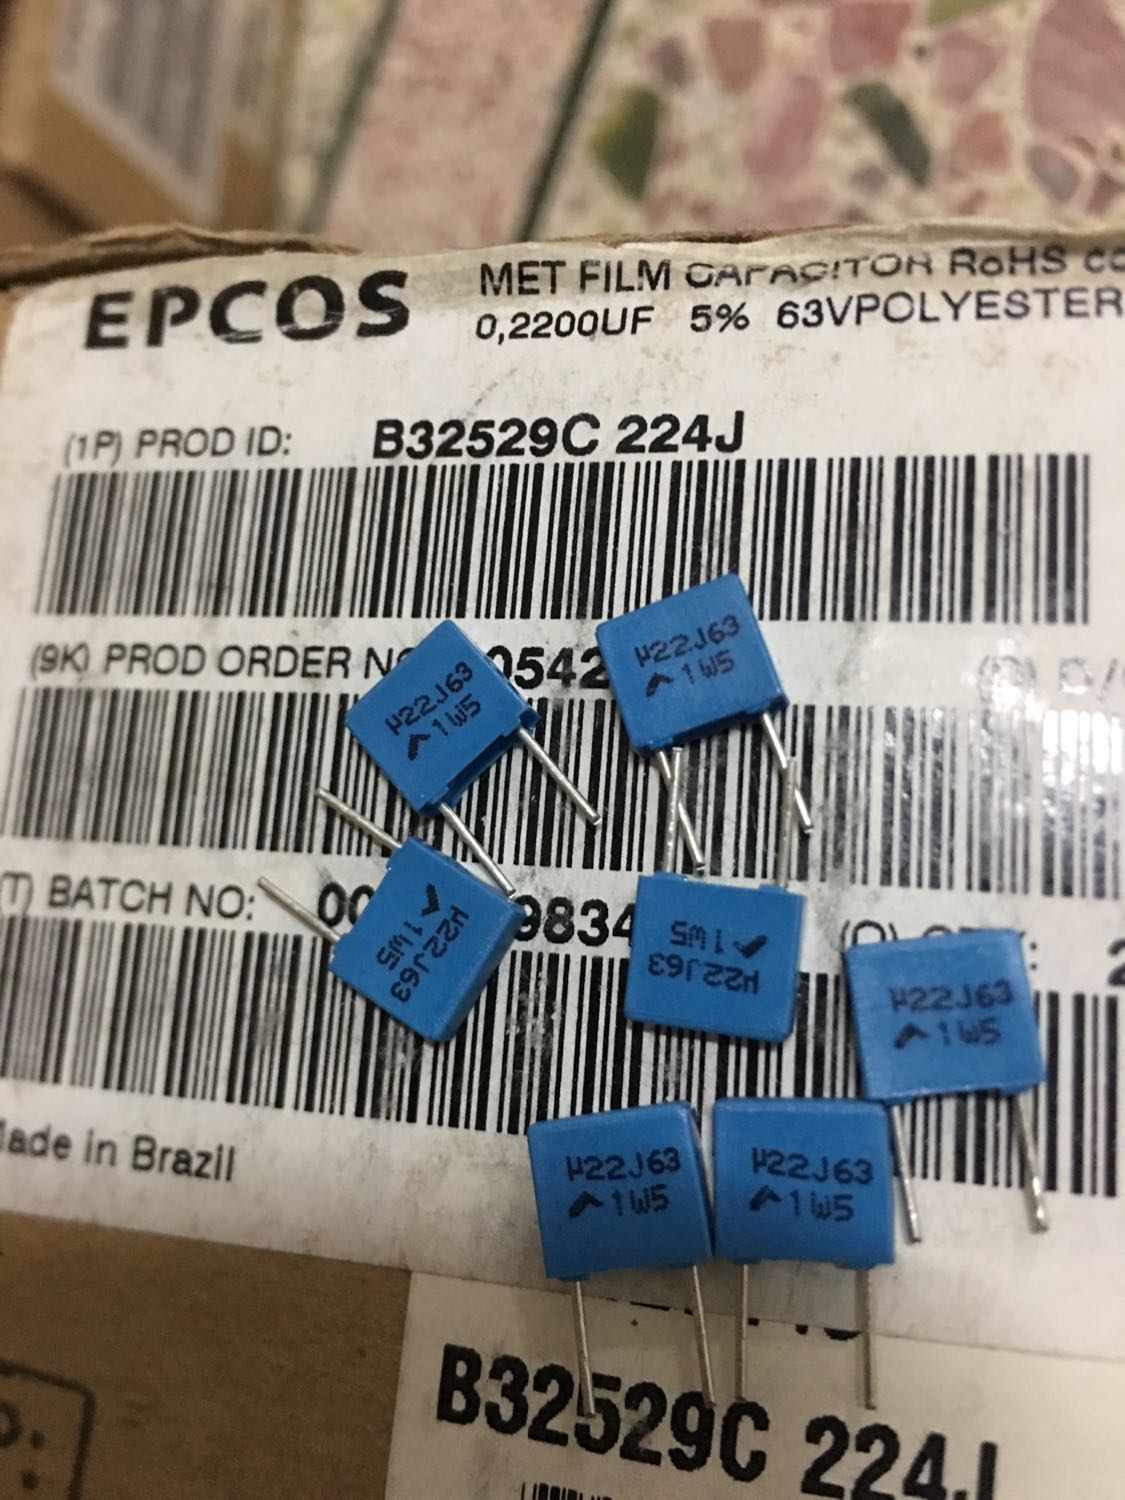 EPCOS
MET FILM CAPACITOR RoHS
0,2200UF 5% 63VPOLYESTER
(1P) PROD ID: B32529C 224J
(9K) PROD ORDER
BATCH NO:
µ22J63
1W5
µ22J63
1W5
µ22J63
1W5
µ22J63
1W5
µ22J63
1W5
µ22J63
1W5
µ22J63
1W5
Made in Brazil
B32529C 224J